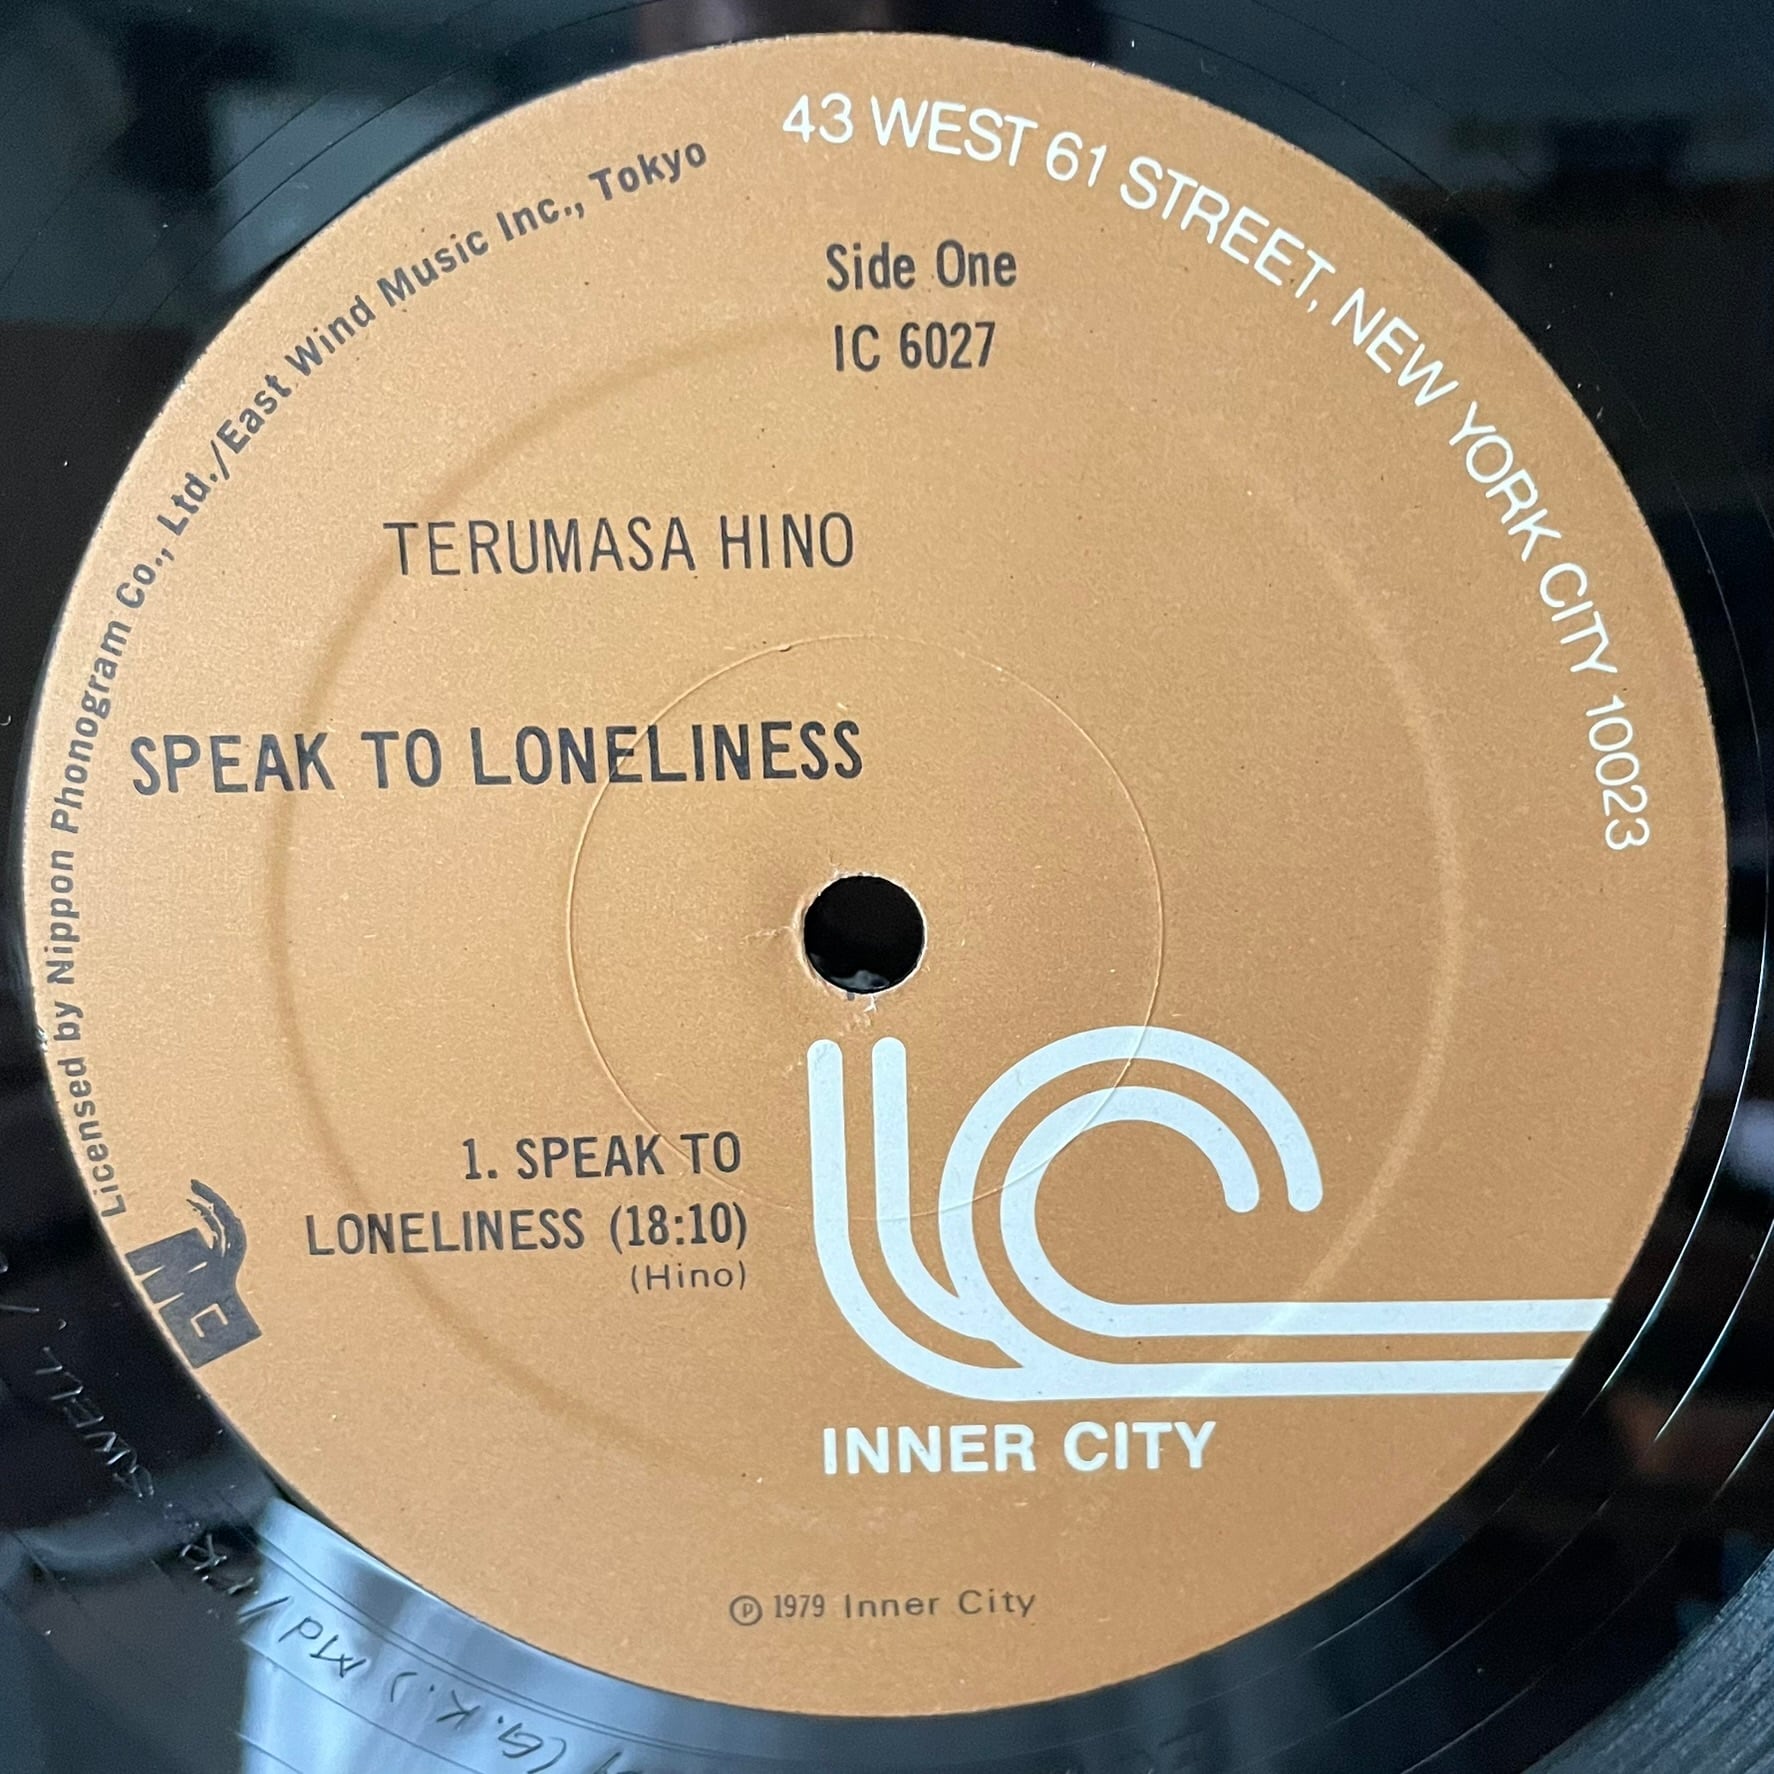 43 WEST 61 STREET, NEW YORK CITY 10023
Licensed by Nippon Phonogram Co., Ltd./East Wind Music Inc., Tokyo
Side One
IC 6027
TERUMASA HINO
SPEAK TO LONELINESS
1. SPEAK TO
LONELINESS (18:10)
(Hino)
INNER CITY
℗ 1979 Inner City
(G.K.)